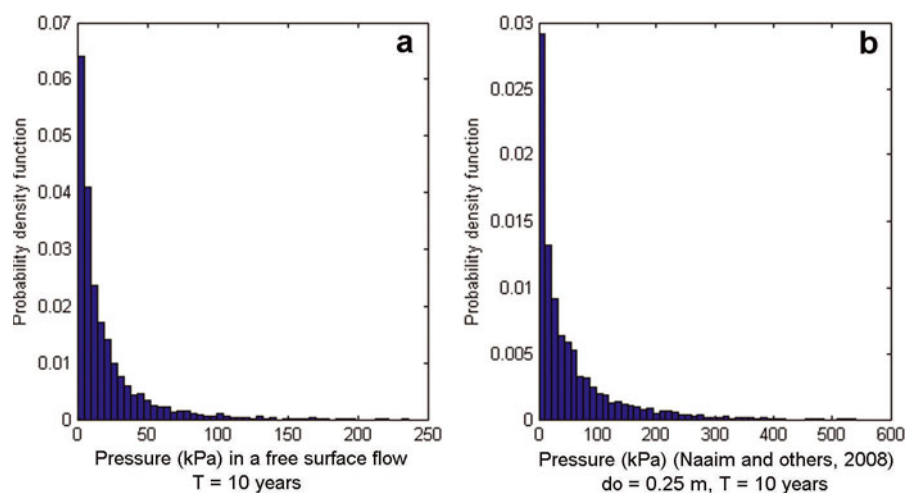 a
0.07
0.06
0.05
0.04
0.03
0.02
0.01
0
Probability density function
0 50 100 150 200 250
Pressure (kPa) in a free surface flow
T = 10 years
b
0.03
0.025
0.02
0.015
0.01
0.005
0
Probability density function
0 100 200 300 400 500 600
Pressure (kPa) (Naaim and others, 2008)
do = 0.25 m, T = 10 years